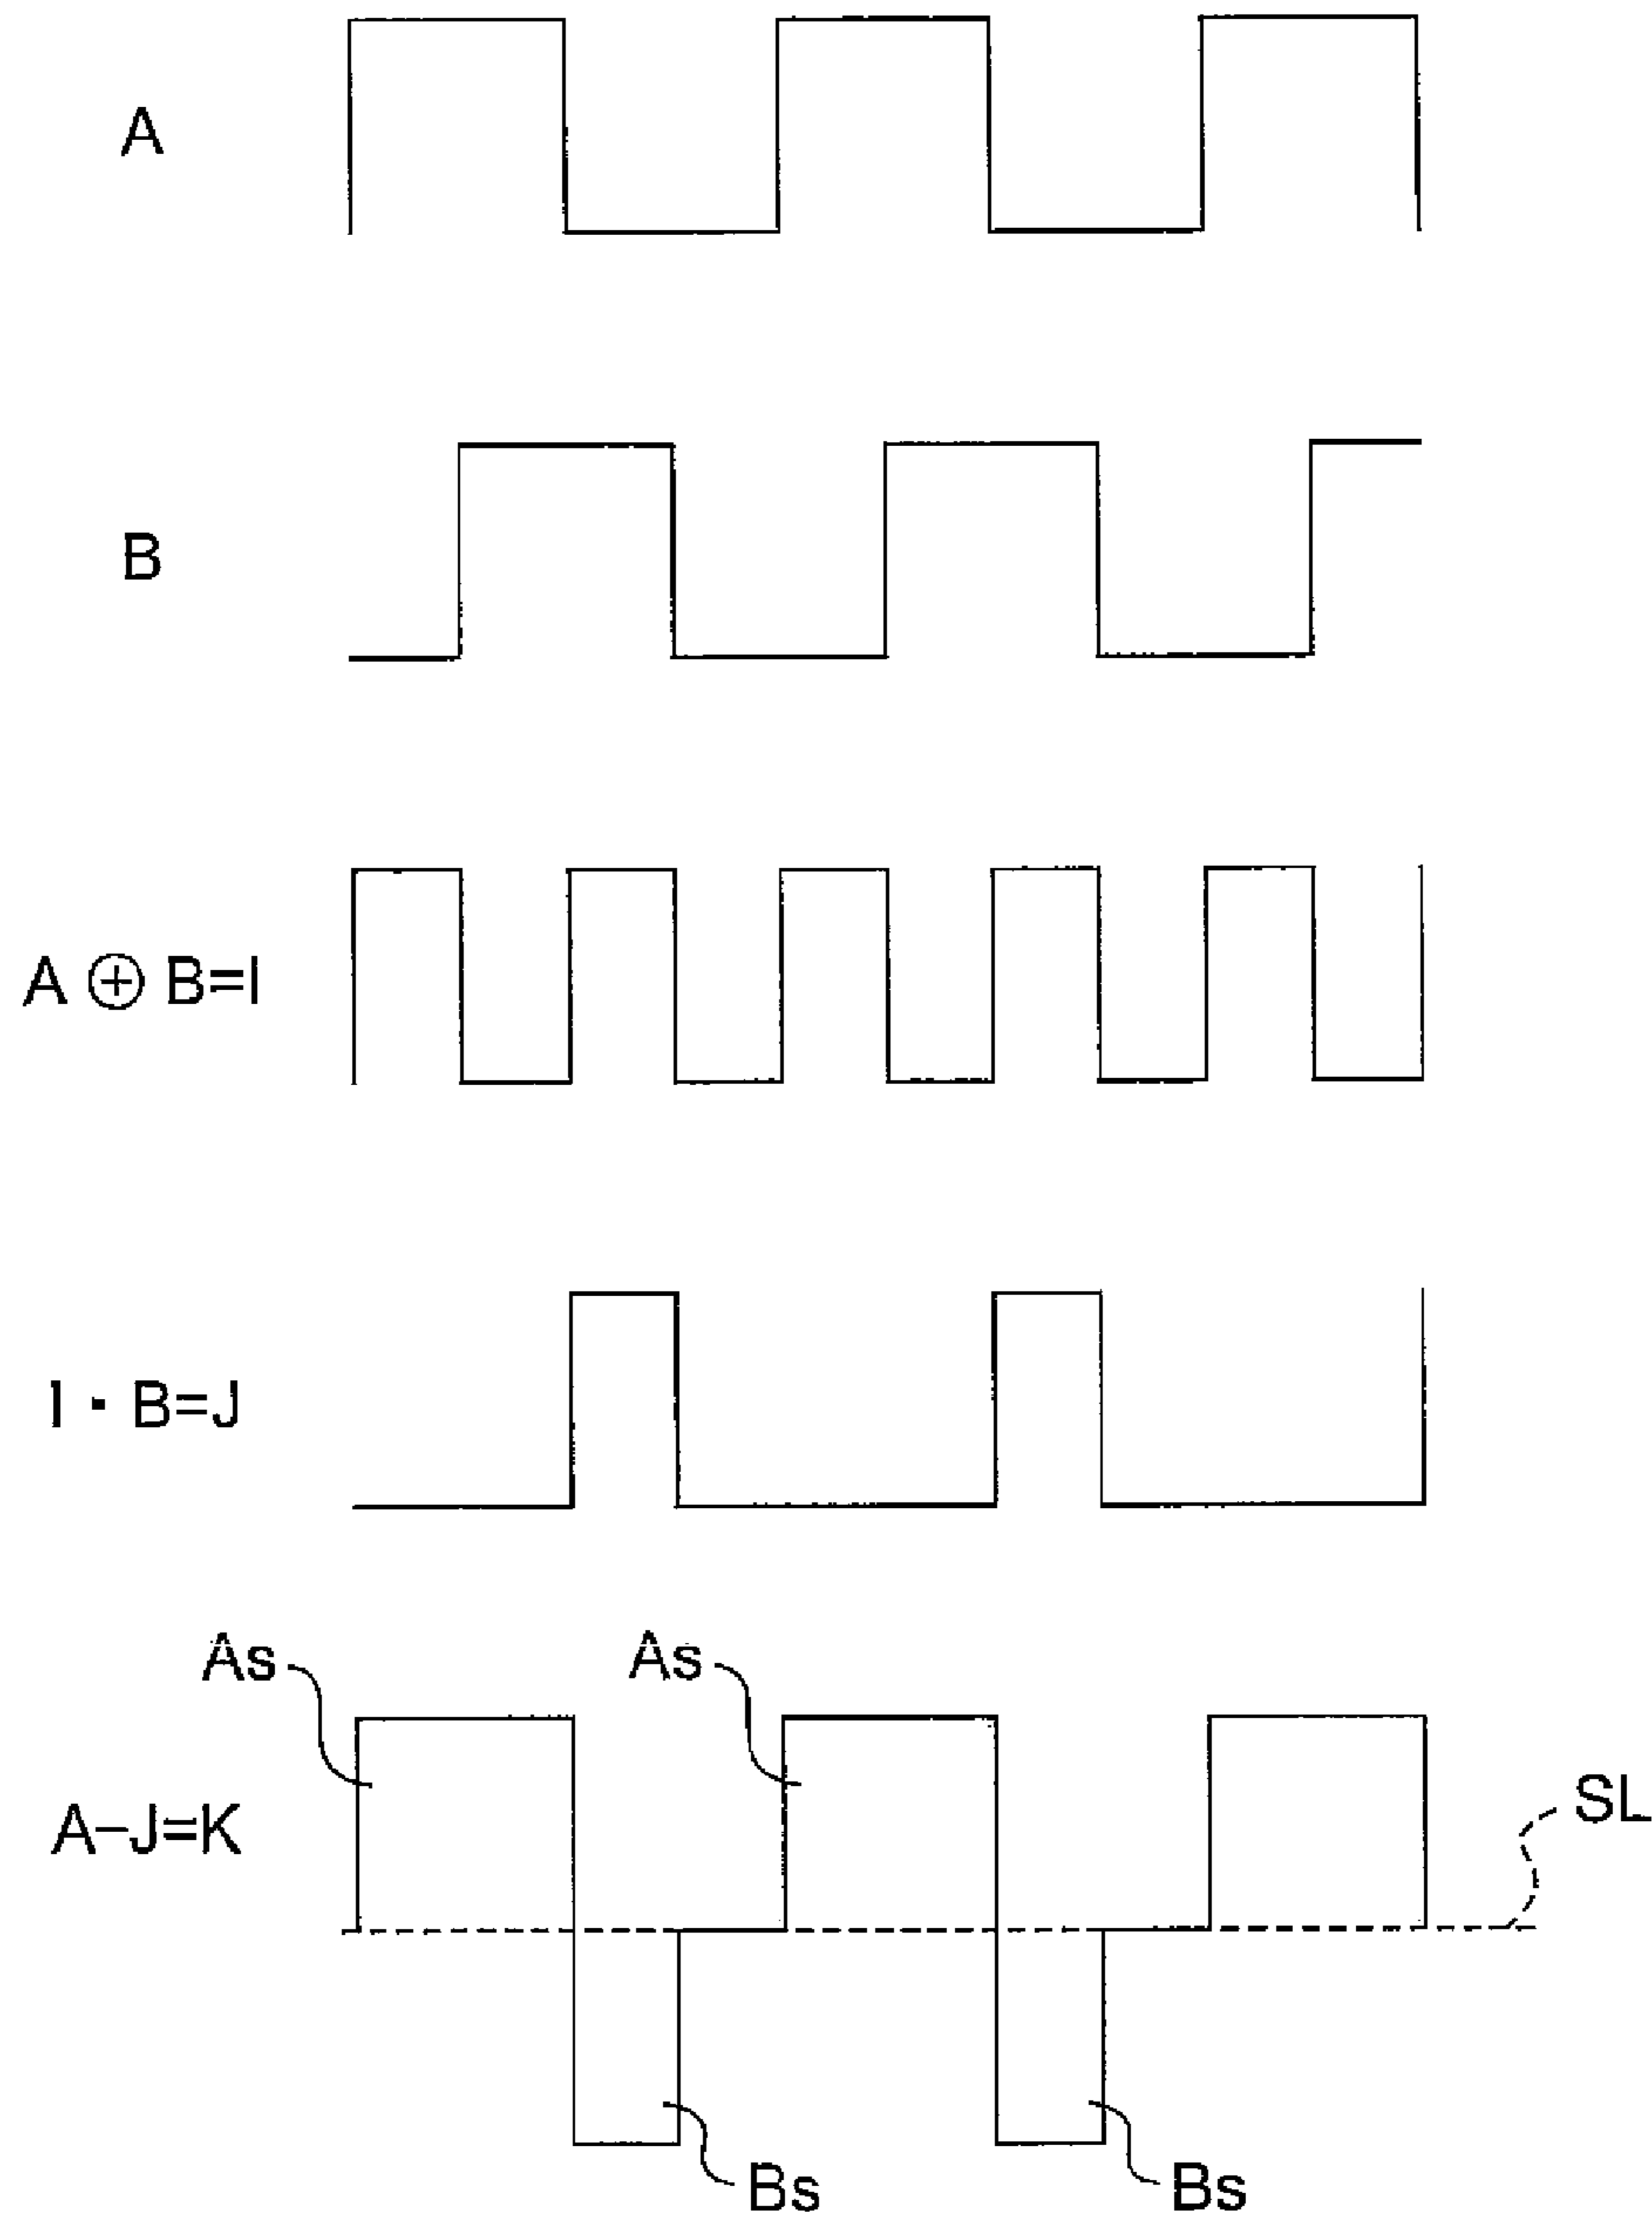 A
B
A ⊕ B=I
I · B=J
As As
A−J=K
SL
Bs Bs